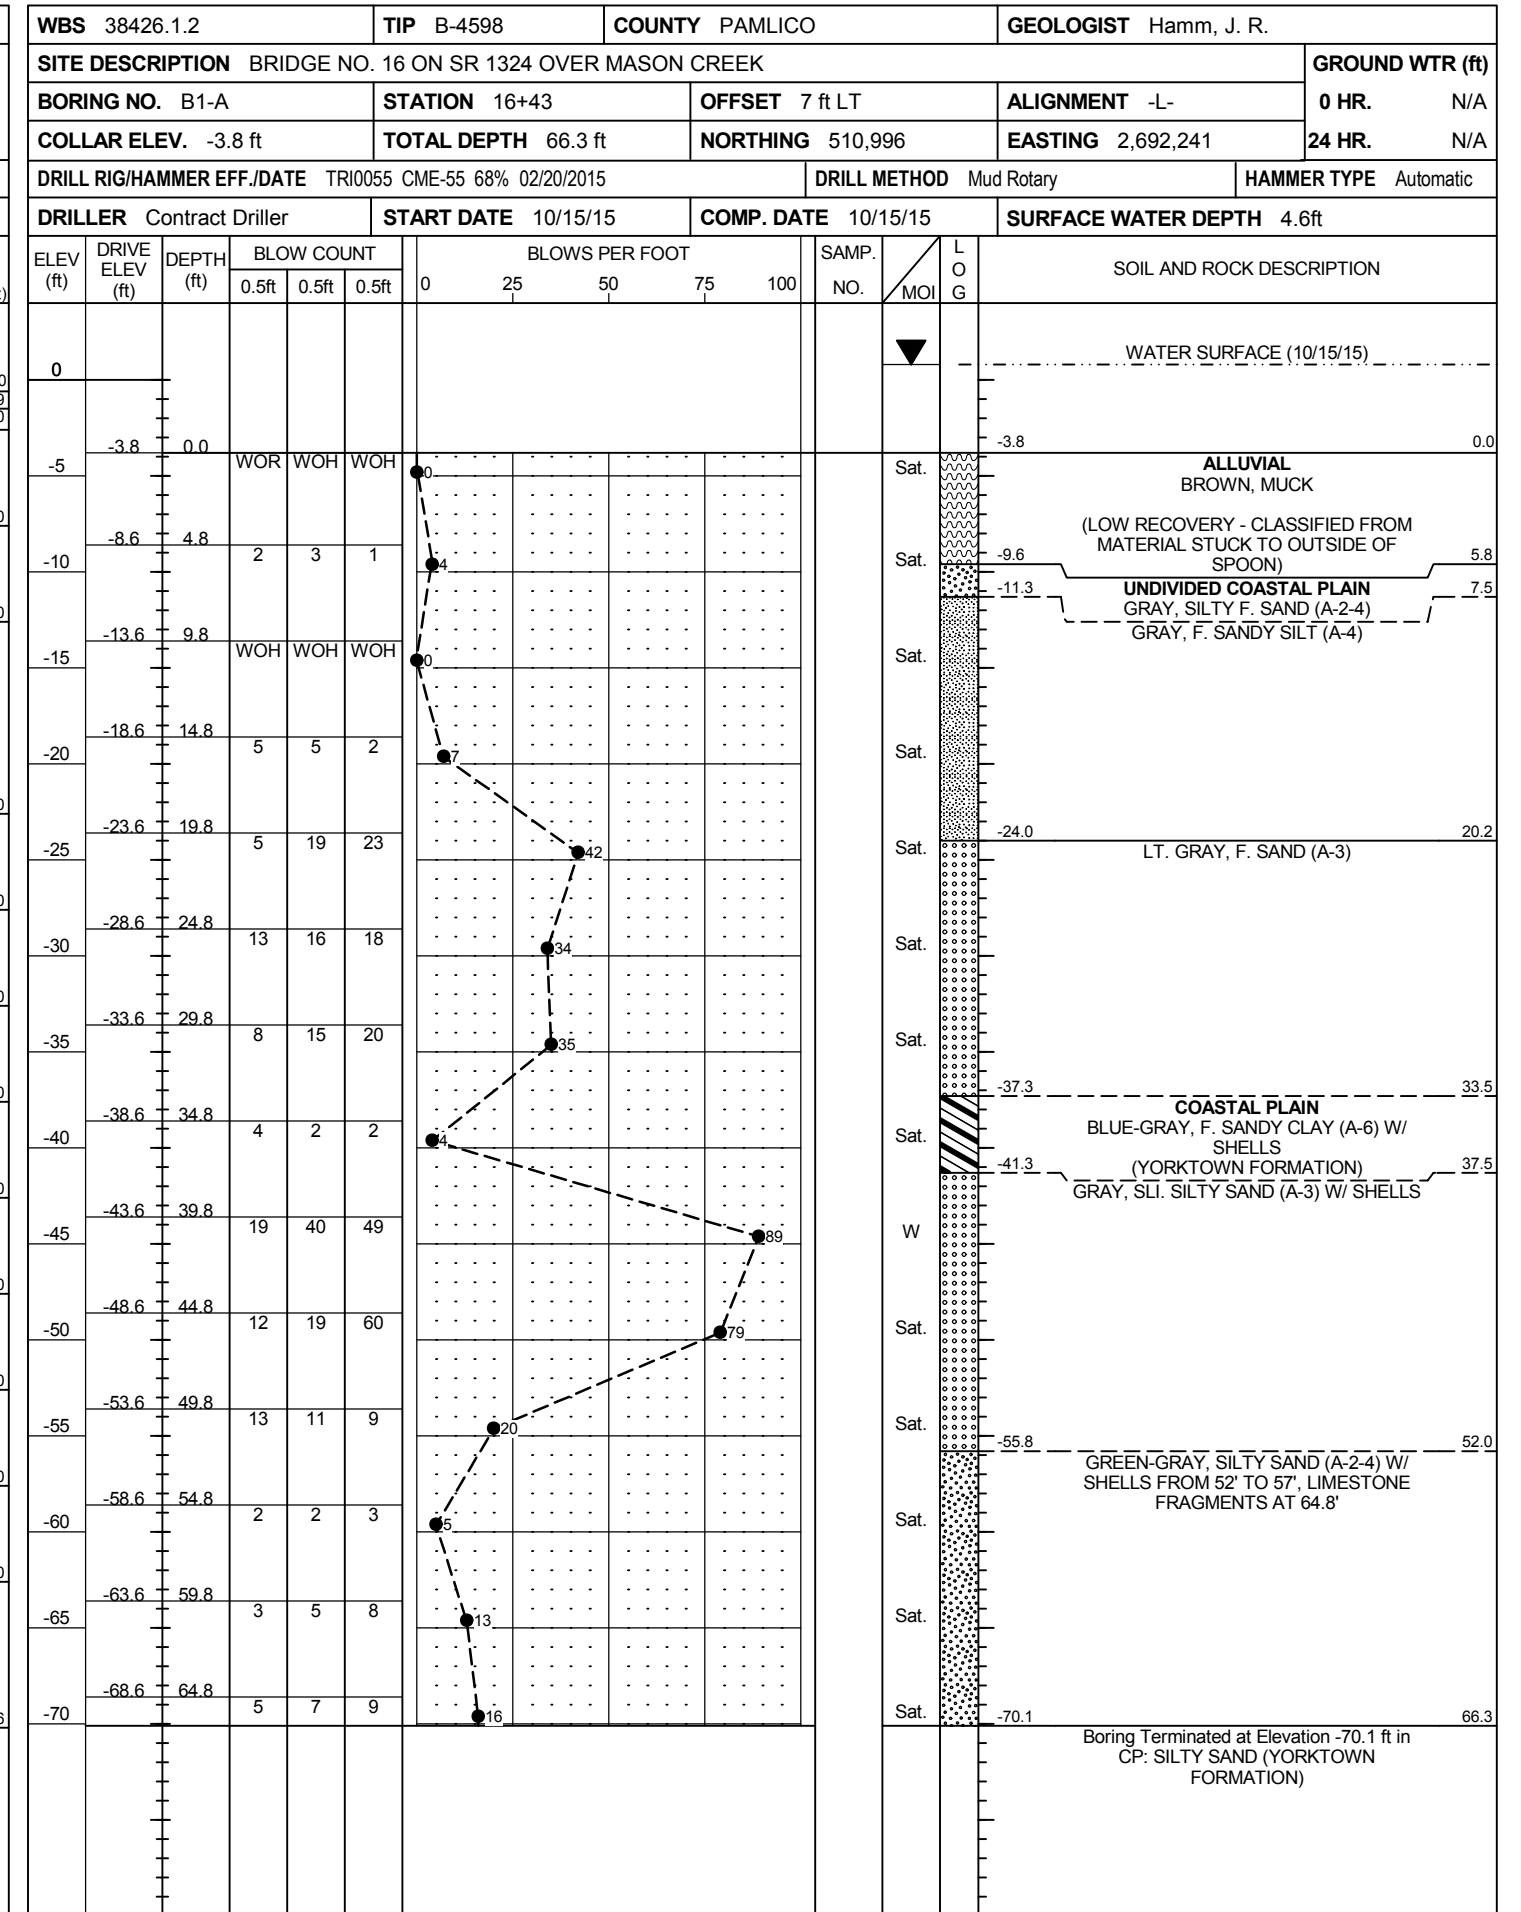 WBS 38426.1.2 TIP B-4598 COUNTY PAMLICO GEOLOGIST Hamm, J. R.
SITE DESCRIPTION BRIDGE NO. 16 ON SR 1324 OVER MASON CREEK GROUND WTR (ft)
BORING NO. B1-A STATION 16+43 OFFSET 7 ft LT ALIGNMENT -L- 0 HR. N/A
COLLAR ELEV. -3.8 ft TOTAL DEPTH 66.3 ft NORTHING 510,996 EASTING 2,692,241 24 HR. N/A
DRILL RIG/HAMMER EFF./DATE TRI0055 CME-55 68% 02/20/2015 DRILL METHOD Mud Rotary HAMMER TYPE Automatic
DRILLER Contract Driller START DATE 10/15/15 COMP. DATE 10/15/15 SURFACE WATER DEPTH 4.6ft
ELEV (ft) DRIVE ELEV (ft) DEPTH (ft) BLOW COUNT BLOWS PER FOOT SAMP. NO. MOI LOG SOIL AND ROCK DESCRIPTION
0.5ft 0.5ft 0.5ft 0 25 50 75 100
WATER SURFACE (10/15/15)
0
-3.8 0.0 -3.8 0.0
-5 WOR WOH WOH 0 Sat. ALLUVIAL
BROWN, MUCK
(LOW RECOVERY - CLASSIFIED FROM
MATERIAL STUCK TO OUTSIDE OF
SPOON)
-8.6 4.8
-10 2 3 1 4 Sat. -9.6 5.8
-11.3 UNDIVIDED COASTAL PLAIN 7.5
GRAY, SILTY F. SAND (A-2-4)
GRAY, F. SANDY SILT (A-4)
-13.6 9.8
-15 WOH WOH WOH 0 Sat.
-18.6 14.8
-20 5 5 2 7 Sat.
-23.6 19.8 -24.0 20.2
-25 5 19 23 42 Sat. LT. GRAY, F. SAND (A-3)
-28.6 24.8
-30 13 16 18 34 Sat.
-33.6 29.8
-35 8 15 20 35 Sat.
-37.3 33.5
-38.6 34.8 COASTAL PLAIN
-40 4 2 2 4 Sat. BLUE-GRAY, F. SANDY CLAY (A-6) W/
SHELLS
-41.3 (YORKTOWN FORMATION) 37.5
GRAY, SLI. SILTY SAND (A-3) W/ SHELLS
-43.6 39.8
-45 19 40 49 89 W
-48.6 44.8
-50 12 19 60 79 Sat.
-53.6 49.8
-55 13 11 9 20 Sat.
-55.8 52.0
GREEN-GRAY, SILTY SAND (A-2-4) W/
SHELLS FROM 52' TO 57', LIMESTONE
FRAGMENTS AT 64.8'
-58.6 54.8
-60 2 2 3 5 Sat.
-63.6 59.8
-65 3 5 8 13 Sat.
-68.6 64.8
-70 5 7 9 16 Sat. -70.1 66.3
Boring Terminated at Elevation -70.1 ft in
CP: SILTY SAND (YORKTOWN
FORMATION)